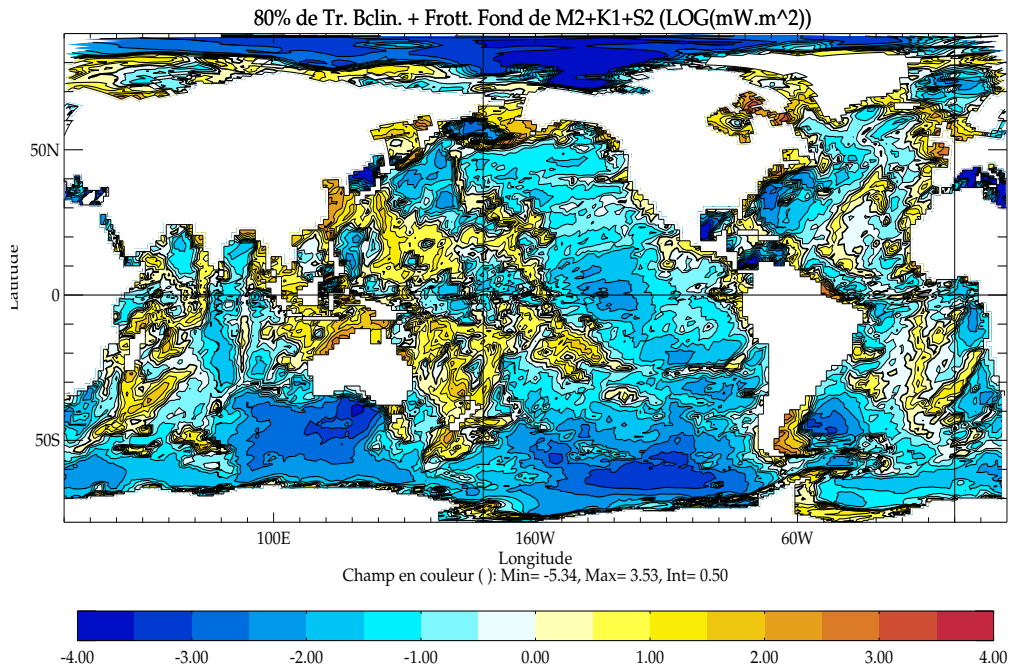 80% de Tr. Bclin. + Frott. Fond de M2+K1+S2 (LOG(mW.m^2))
50N
0
50S
Latitude
100E 160W 60W
Longitude
Champ en couleur ( ): Min= -5.34, Max= 3.53, Int= 0.50
-4.00 -3.00 -2.00 -1.00 0.00 1.00 2.00 3.00 4.00